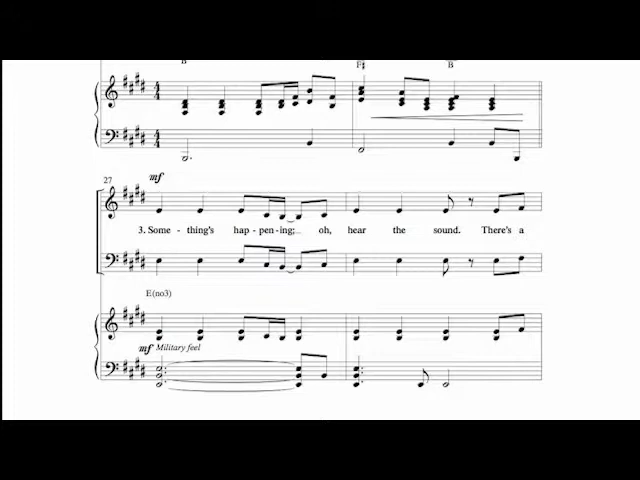 B F♯ B
27
mf
3. Some - thing's hap - pen - ing; oh, hear the sound. There's a
E(no3)
mf Military feel